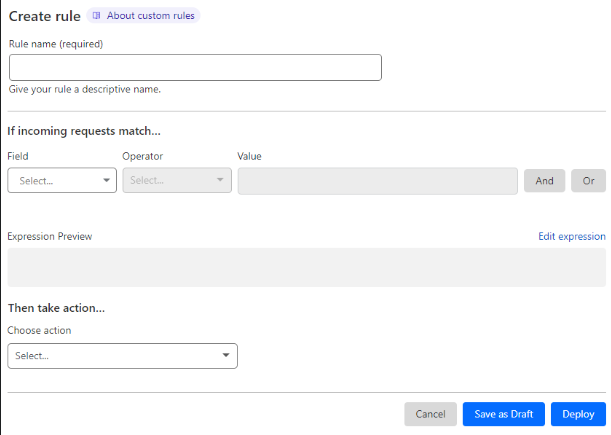 Create rule About custom rules
Rule name (required)
Give your rule a descriptive name.
If incoming requests match...
Field Operator Value
Select... Select... And Or
Expression Preview Edit expression
Then take action...
Choose action
Select...
Cancel Save as Draft Deploy